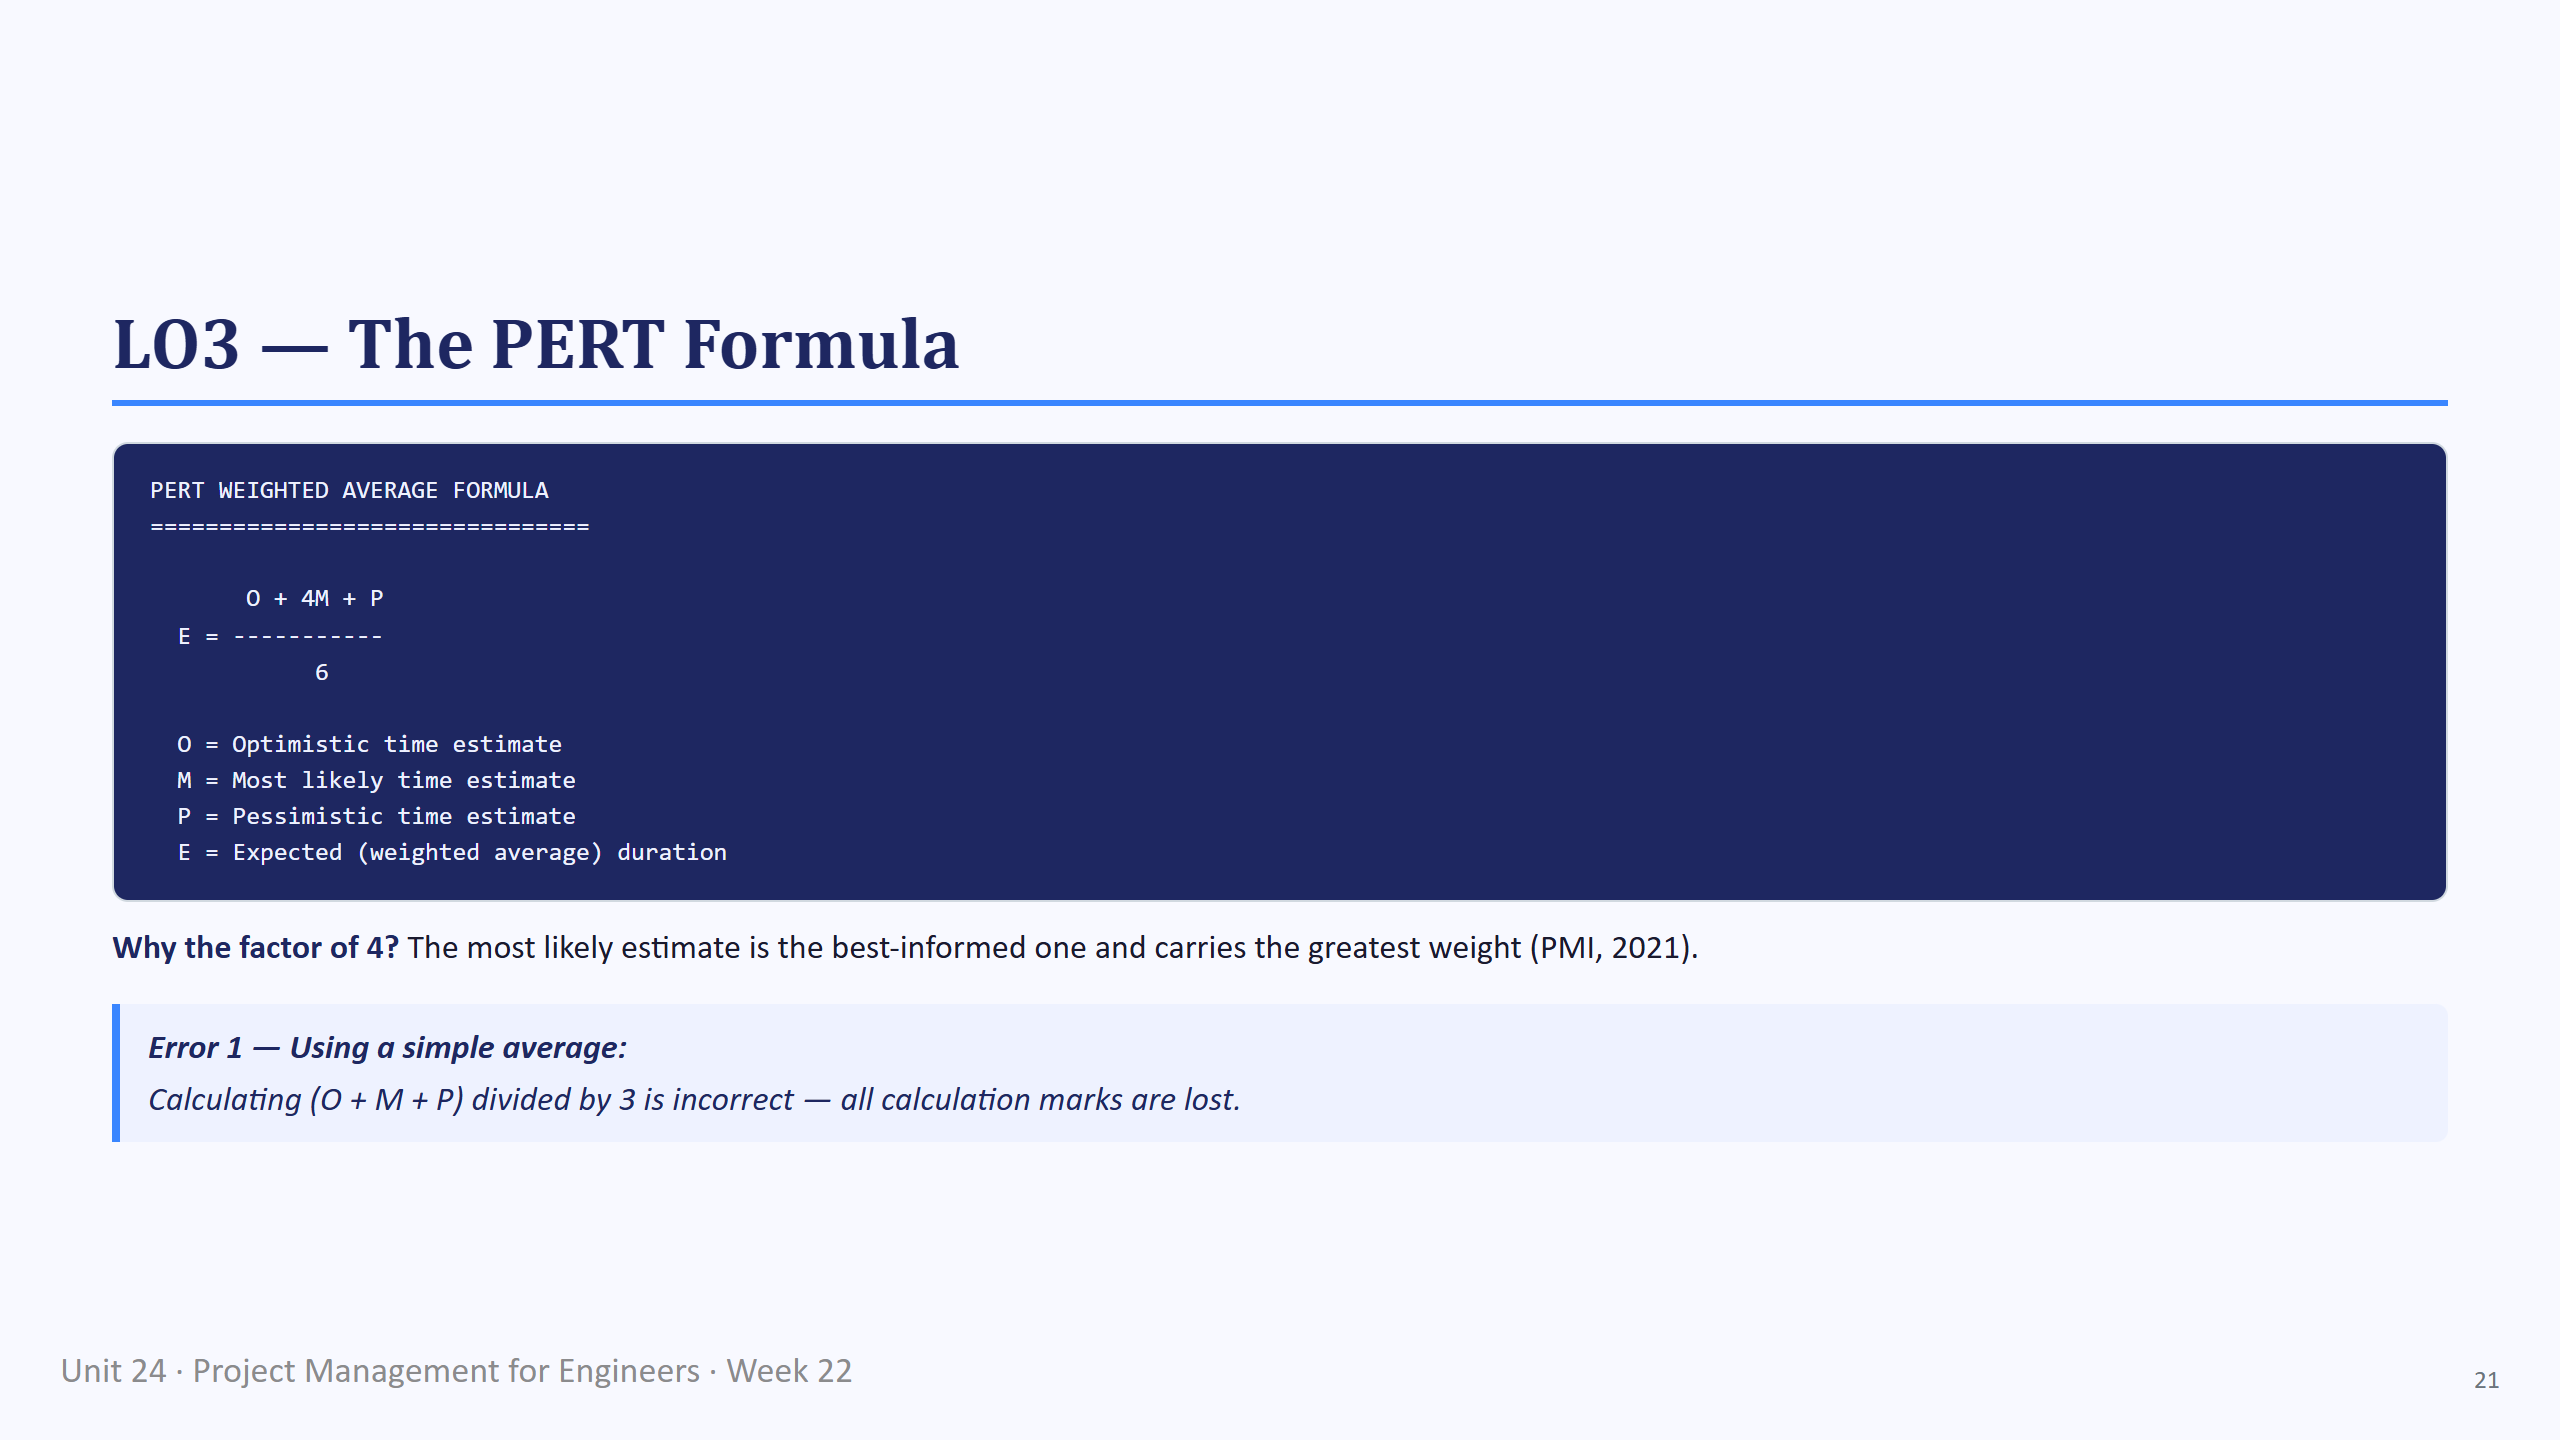 LO3 — The PERT Formula
PERT WEIGHTED AVERAGE FORMULA
================================
O + 4M + P
E = -----------
6
O = Optimistic time estimate
M = Most likely time estimate
P = Pessimistic time estimate
E = Expected (weighted average) duration
Why the factor of 4? The most likely estimate is the best-informed one and carries the greatest weight (PMI, 2021).
Error 1 — Using a simple average:
Calculating (O + M + P) divided by 3 is incorrect — all calculation marks are lost.
Unit 24 · Project Management for Engineers · Week 22
21